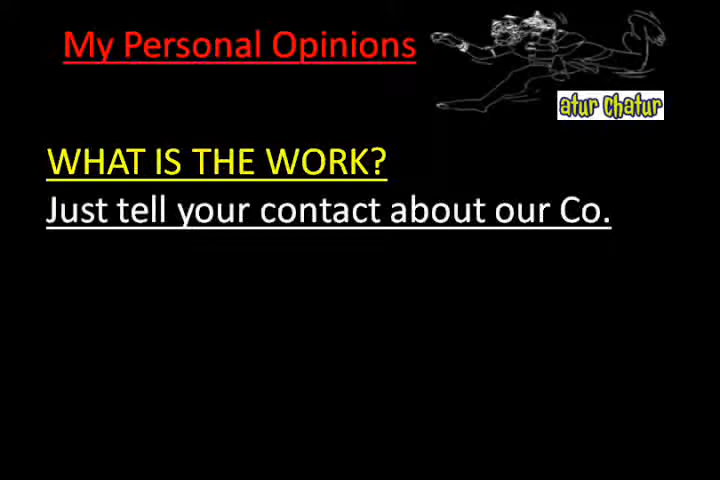 My Personal Opinions
atur Chatur
WHAT IS THE WORK?
Just tell your contact about our Co.